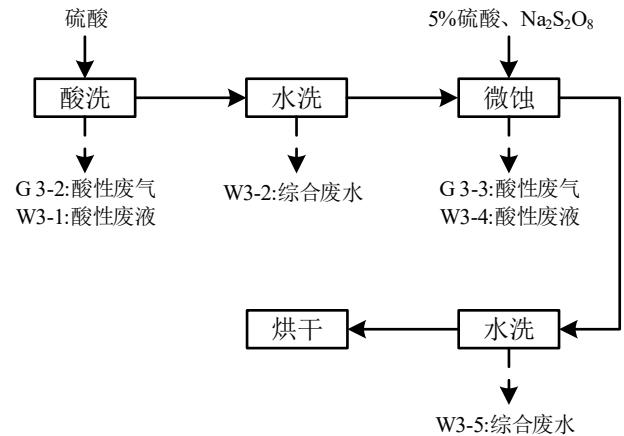 硫酸
5%硫酸、Na₂S₂O₈
酸洗
水洗
微蚀
G 3-2:酸性废气
W3-1:酸性废液
W3-2:综合废水
G 3-3:酸性废气
W3-4:酸性废液
烘干
水洗
W3-5:综合废水